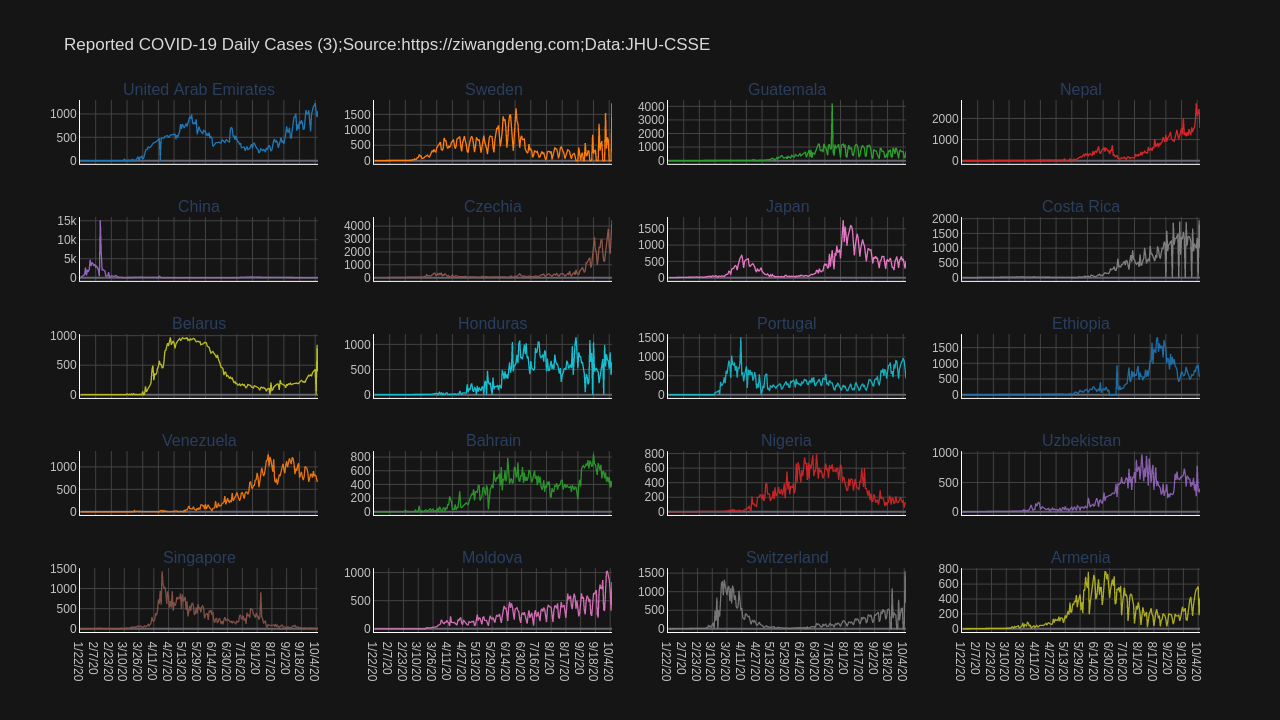 Reported COVID-19 Daily Cases (3);Source:https://ziwangdeng.com;Data:JHU-CSSE
United Arab Emirates
1000
500
0
Sweden
1500
1000
500
0
Guatemala
4000
3000
2000
1000
0
Nepal
2000
1000
0
China
15k
10k
5k
0
Czechia
4000
3000
2000
1000
0
Japan
1500
1000
500
0
Costa Rica
2000
1500
1000
500
0
Belarus
1000
500
0
Honduras
1000
500
0
Portugal
1500
1000
500
0
Ethiopia
1500
1000
500
0
Venezuela
1000
500
0
Bahrain
800
600
400
200
0
Nigeria
800
600
400
200
0
Uzbekistan
1000
500
0
Singapore
1500
1000
500
0
Moldova
1000
500
0
Switzerland
1500
1000
500
0
Armenia
800
600
400
200
0
1/22/20 2/7/20 2/23/20 3/10/20 3/26/20 4/11/20 4/27/20 5/13/20 5/29/20 6/14/20 6/30/20 7/16/20 8/1/20 8/17/20 9/2/20 9/18/20 10/4/20
1/22/20 2/7/20 2/23/20 3/10/20 3/26/20 4/11/20 4/27/20 5/13/20 5/29/20 6/14/20 6/30/20 7/16/20 8/1/20 8/17/20 9/2/20 9/18/20 10/4/20
1/22/20 2/7/20 2/23/20 3/10/20 3/26/20 4/11/20 4/27/20 5/13/20 5/29/20 6/14/20 6/30/20 7/16/20 8/1/20 8/17/20 9/2/20 9/18/20 10/4/20
1/22/20 2/7/20 2/23/20 3/10/20 3/26/20 4/11/20 4/27/20 5/13/20 5/29/20 6/14/20 6/30/20 7/16/20 8/1/20 8/17/20 9/2/20 9/18/20 10/4/20